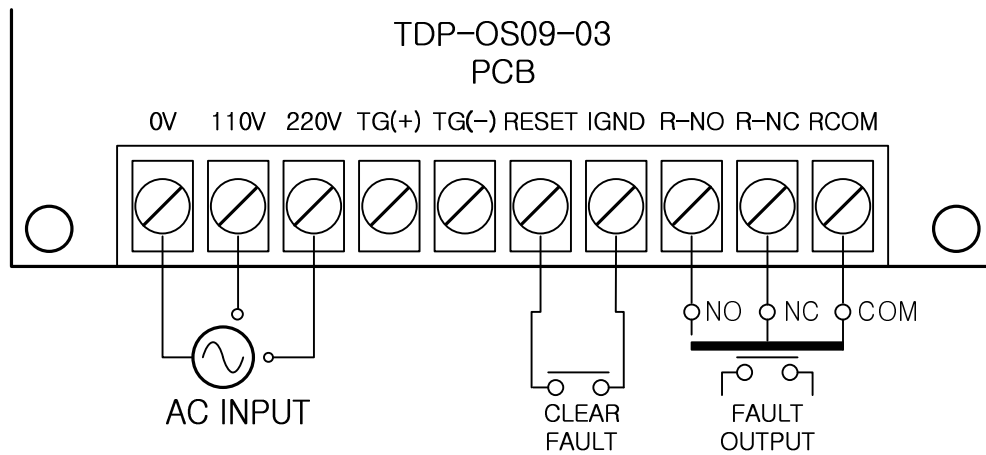 TDP-OS09-03
PCB
0V 110V 220V TG(+) TG(-) RESET IGND R-NO R-NC RCOM
NO NC COM
AC INPUT
CLEAR
FAULT
FAULT
OUTPUT